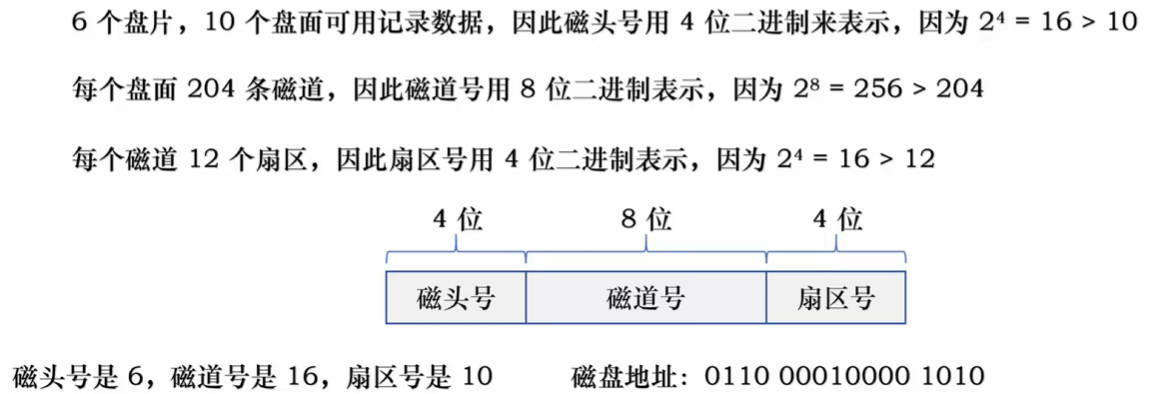 6 个盘片，10 个盘面可用记录数据，因此磁头号用 4 位二进制来表示，因为 2⁴ = 16 > 10
每个盘面 204 条磁道，因此磁道号用 8 位二进制表示，因为 2⁸ = 256 > 204
每个磁道 12 个扇区，因此扇区号用 4 位二进制表示，因为 2⁴ = 16 > 12
4 位 8 位 4 位
磁头号 磁道号 扇区号
磁头号是 6，磁道号是 16，扇区号是 10 磁盘地址：0110 00010000 1010